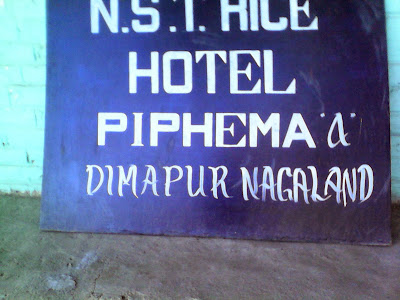 N.S.T. RICE
HOTEL
PIPHEMA "A"
DIMAPUR NAGALAND